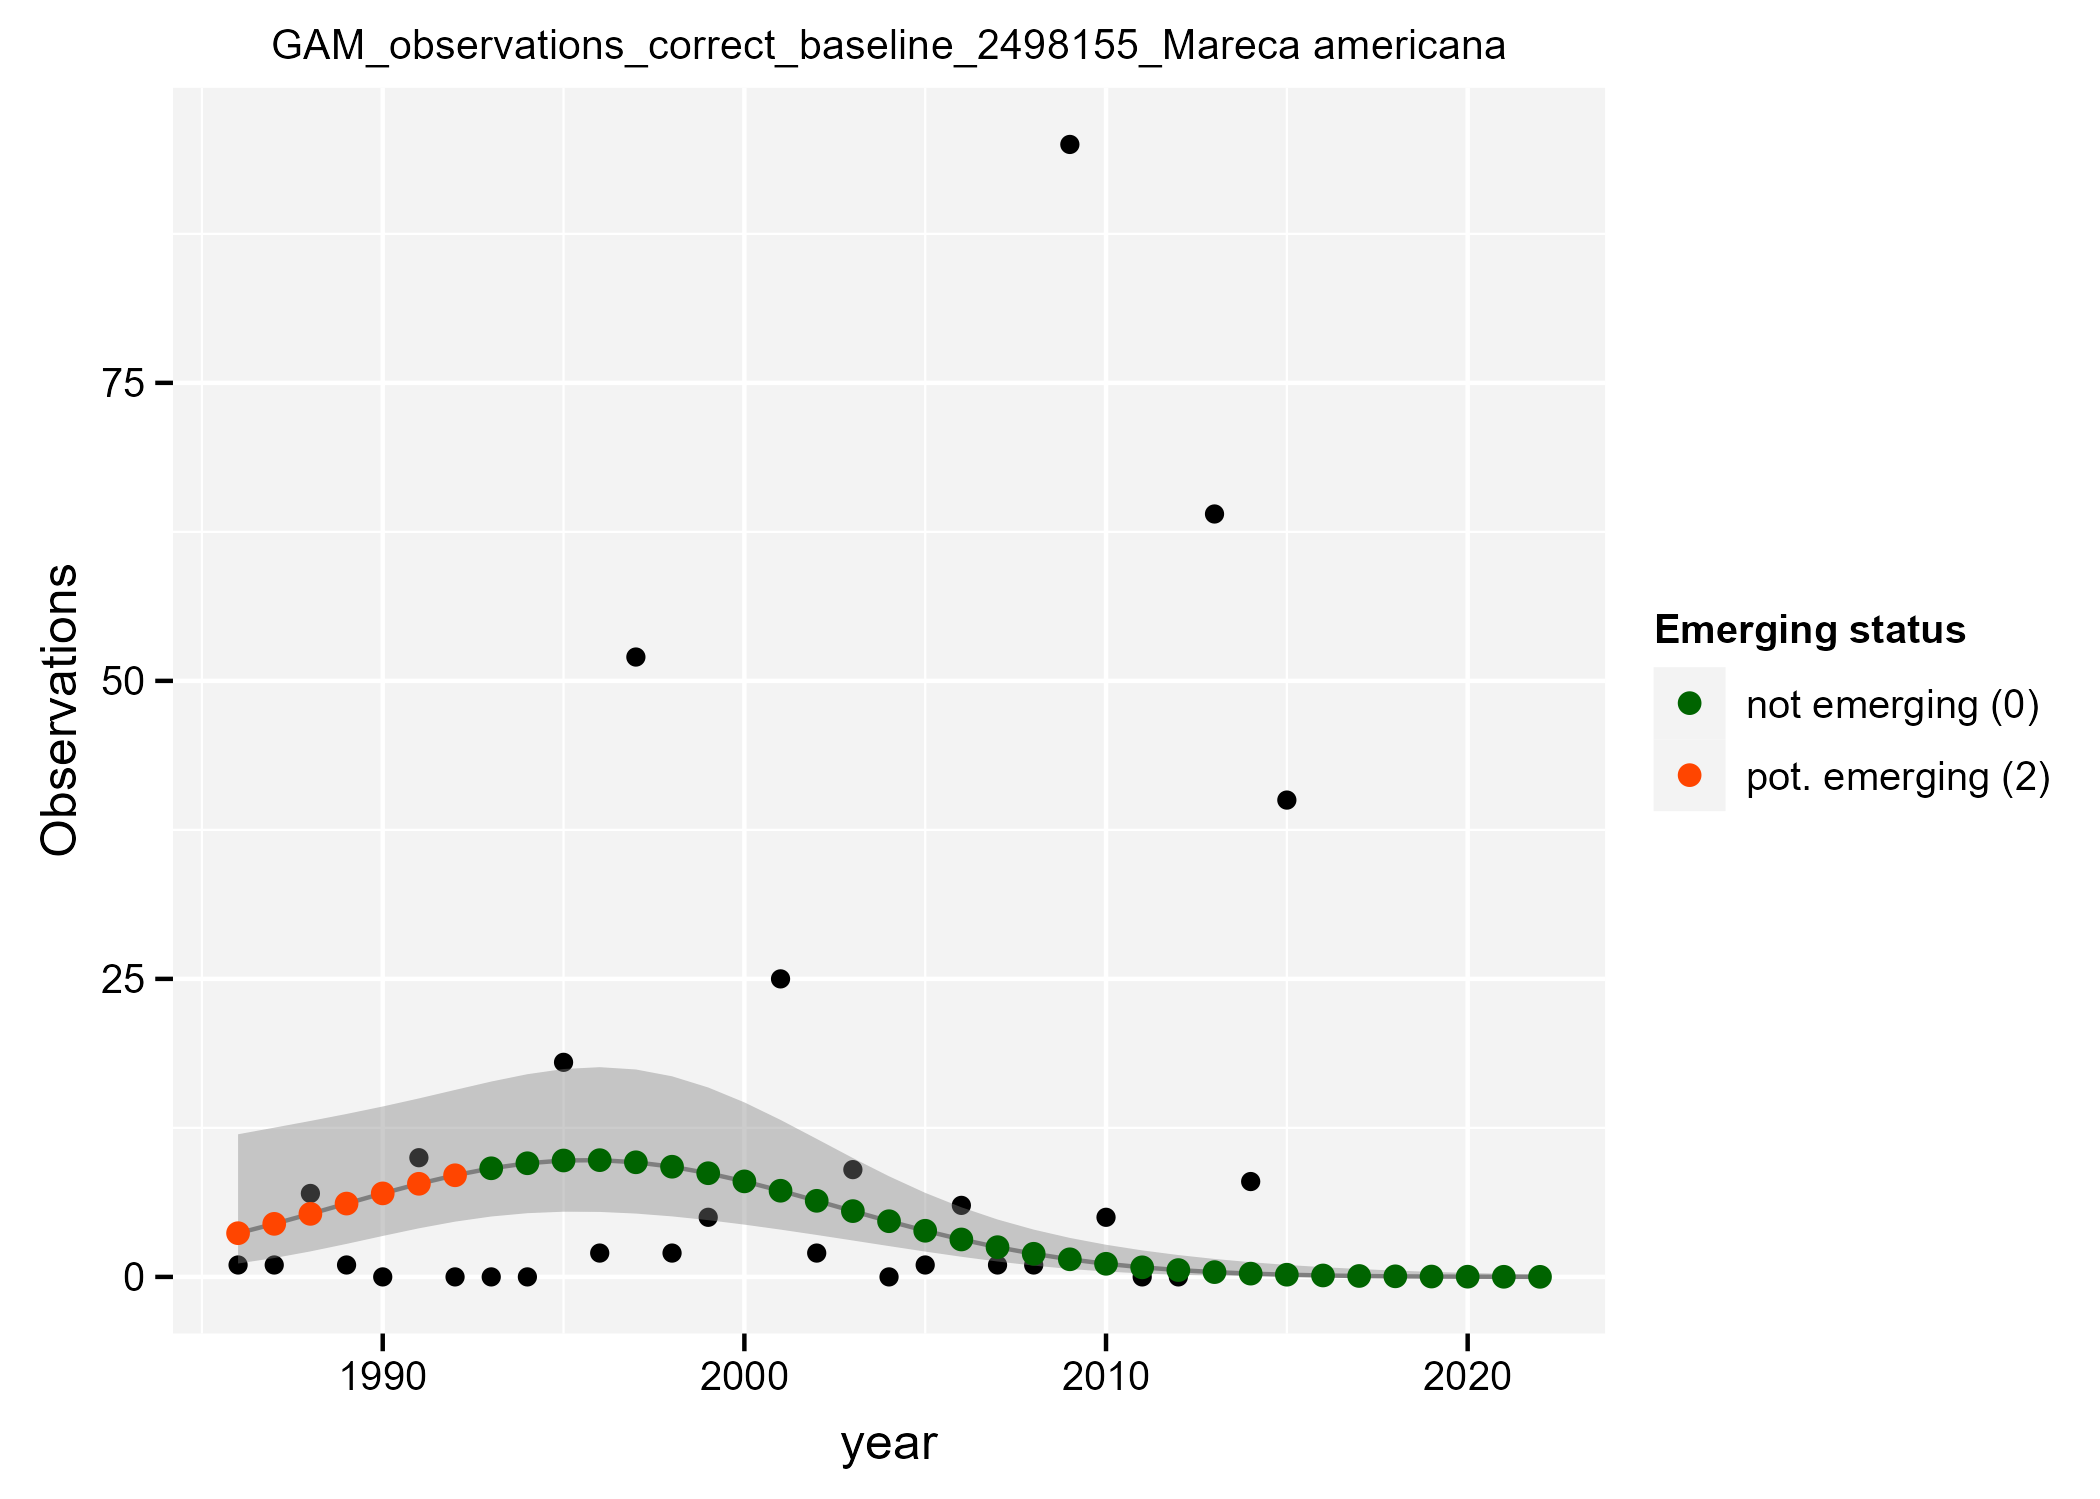 GAM_observations_correct_baseline_2498155_Mareca americana
Observations
75
50
25
0
1990
2000
2010
2020
year
Emerging status
not emerging (0)
pot. emerging (2)